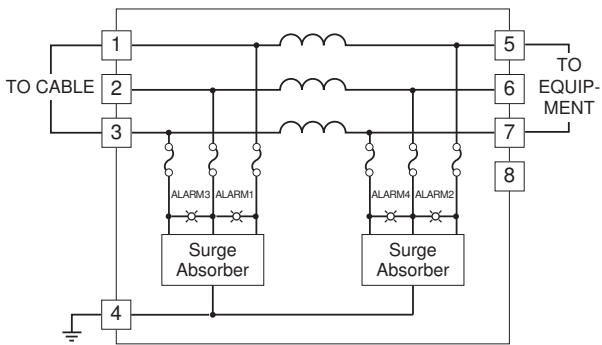 1
5
TO CABLE
2
6
TO
EQUIP-
MENT
3
7
8
ALARM3
ALARM1
ALARM4
ALARM2
Surge
Absorber
Surge
Absorber
4